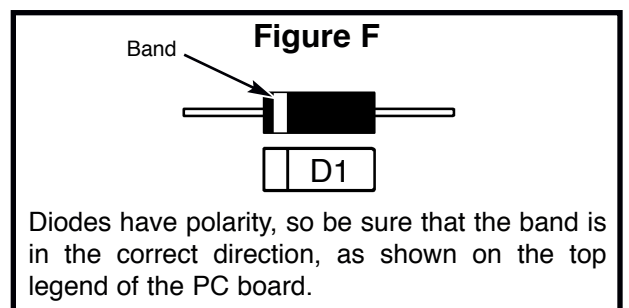 Figure F
Band
D1
Diodes have polarity, so be sure that the band is
in the correct direction, as shown on the top
legend of the PC board.